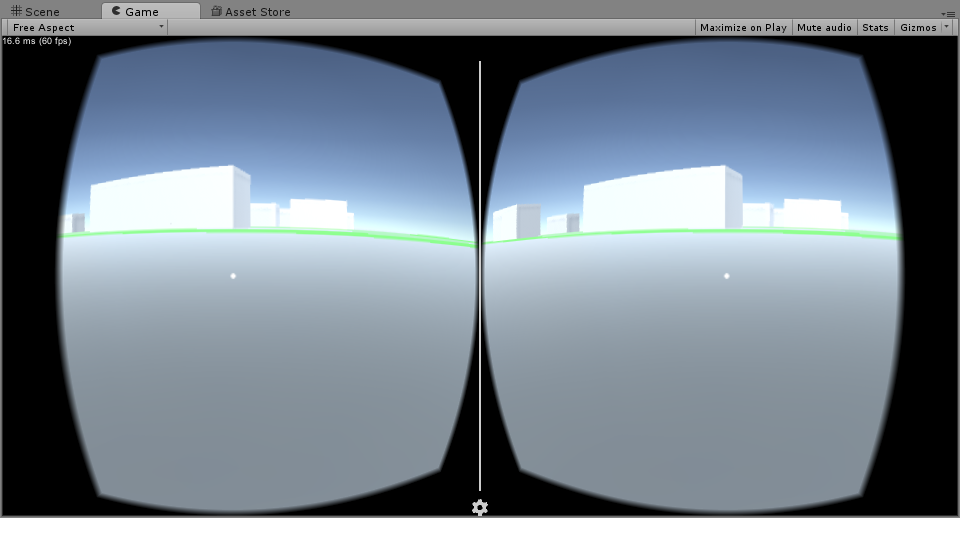 Scene Game Asset Store
Free Aspect Maximize on Play Mute audio Stats Gizmos
16.6 ms (60 fps)